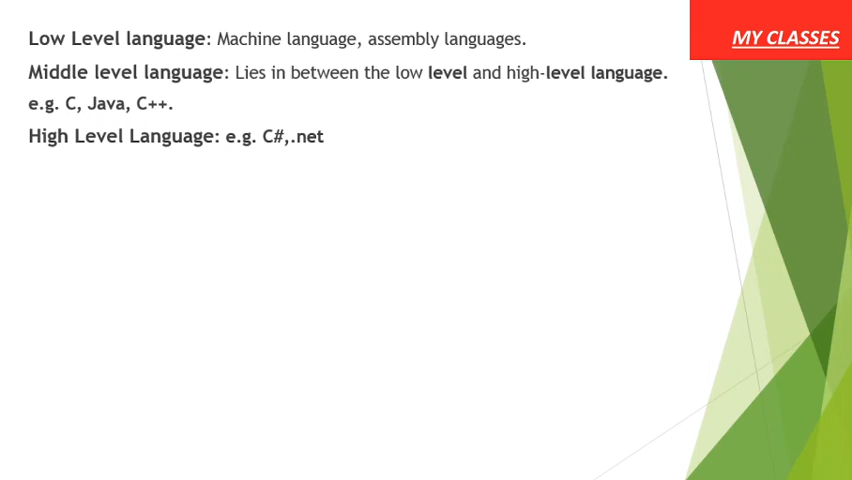 MY CLASSES
Low Level language: Machine language, assembly languages.
Middle level language: Lies in between the low level and high-level language.
e.g. C, Java, C++.
High Level Language: e.g. C#,.net